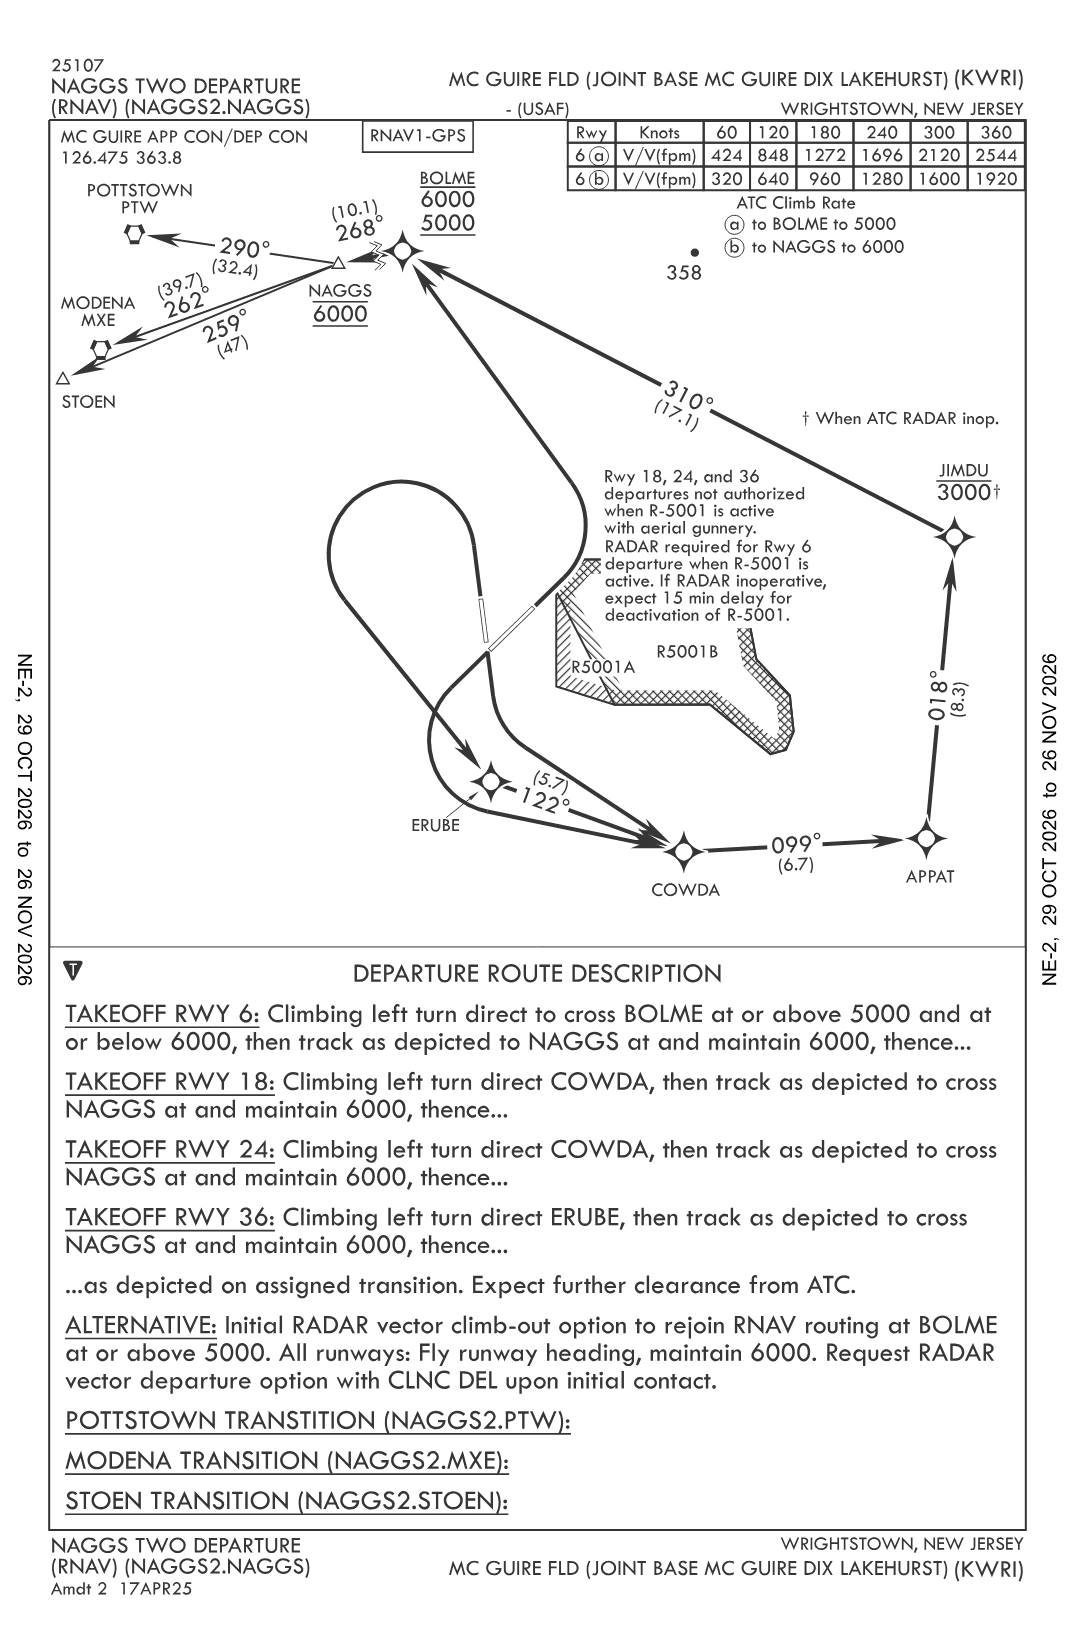 25107
NAGGS TWO DEPARTURE
(RNAV) (NAGGS2.NAGGS)
MC GUIRE FLD (JOINT BASE MC GUIRE DIX LAKEHURST) (KWRI)
- (USAF)
WRIGHTSTOWN, NEW JERSEY
MC GUIRE APP CON/DEP CON
126.475 363.8
RNAV1-GPS
Rwy Knots 60 120 180 240 300 360
6 ⓐ V/V(fpm) 424 848 1272 1696 2120 2544
6 ⓑ V/V(fpm) 320 640 960 1280 1600 1920
ATC Climb Rate
ⓐ to BOLME to 5000
ⓑ to NAGGS to 6000
358
POTTSTOWN
PTW
BOLME
6000
5000
(10.1)
268°
290°
(32.4)
NAGGS
6000
(39.7)
262°
MODENA
MXE
259°
(47)
STOEN
310°
(17.1)
† When ATC RADAR inop.
JIMDU
3000†
Rwy 18, 24, and 36
departures not authorized
when R-5001 is active
with aerial gunnery.
RADAR required for Rwy 6
departure when R-5001 is
active. If RADAR inoperative,
expect 15 min delay for
deactivation of R-5001.
R5001A
R5001B
018°
(8.3)
(5.7)
122°
ERUBE
COWDA
099°
(6.7)
APPAT
NE-2, 29 OCT 2026 to 26 NOV 2026
NE-2, 29 OCT 2026 to 26 NOV 2026
T
DEPARTURE ROUTE DESCRIPTION
TAKEOFF RWY 6: Climbing left turn direct to cross BOLME at or above 5000 and at
or below 6000, then track as depicted to NAGGS at and maintain 6000, thence...
TAKEOFF RWY 18: Climbing left turn direct COWDA, then track as depicted to cross
NAGGS at and maintain 6000, thence...
TAKEOFF RWY 24: Climbing left turn direct COWDA, then track as depicted to cross
NAGGS at and maintain 6000, thence...
TAKEOFF RWY 36: Climbing left turn direct ERUBE, then track as depicted to cross
NAGGS at and maintain 6000, thence...
...as depicted on assigned transition. Expect further clearance from ATC.
ALTERNATIVE: Initial RADAR vector climb-out option to rejoin RNAV routing at BOLME
at or above 5000. All runways: Fly runway heading, maintain 6000. Request RADAR
vector departure option with CLNC DEL upon initial contact.
POTTSTOWN TRANSTITION (NAGGS2.PTW):
MODENA TRANSITION (NAGGS2.MXE):
STOEN TRANSITION (NAGGS2.STOEN):
NAGGS TWO DEPARTURE
(RNAV) (NAGGS2.NAGGS)
Amdt 2 17APR25
WRIGHTSTOWN, NEW JERSEY
MC GUIRE FLD (JOINT BASE MC GUIRE DIX LAKEHURST) (KWRI)